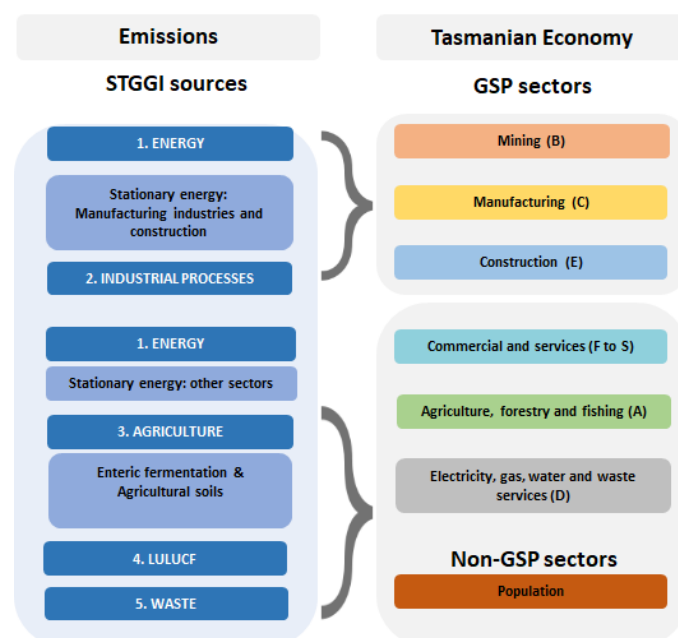 Emissions
STGGI sources
1. ENERGY
Stationary energy:
Manufacturing industries and
construction
2. INDUSTRIAL PROCESSES
1. ENERGY
Stationary energy: other sectors
3. AGRICULTURE
Enteric fermentation &
Agricultural soils
4. LULUCF
5. WASTE
Tasmanian Economy
GSP sectors
Mining (B)
Manufacturing (C)
Construction (E)
Commercial and services (F to S)
Agriculture, forestry and fishing (A)
Electricity, gas, water and waste
services (D)
Non-GSP sectors
Population